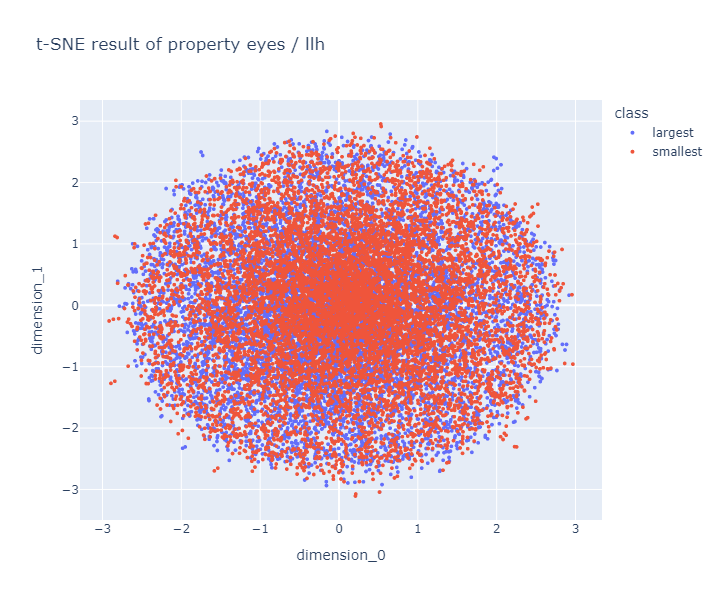 t-SNE result of property eyes / llh
class
largest
smallest
3
2
1
0
−1
−2
−3
dimension_1
−3
−2
−1
0
1
2
3
dimension_0